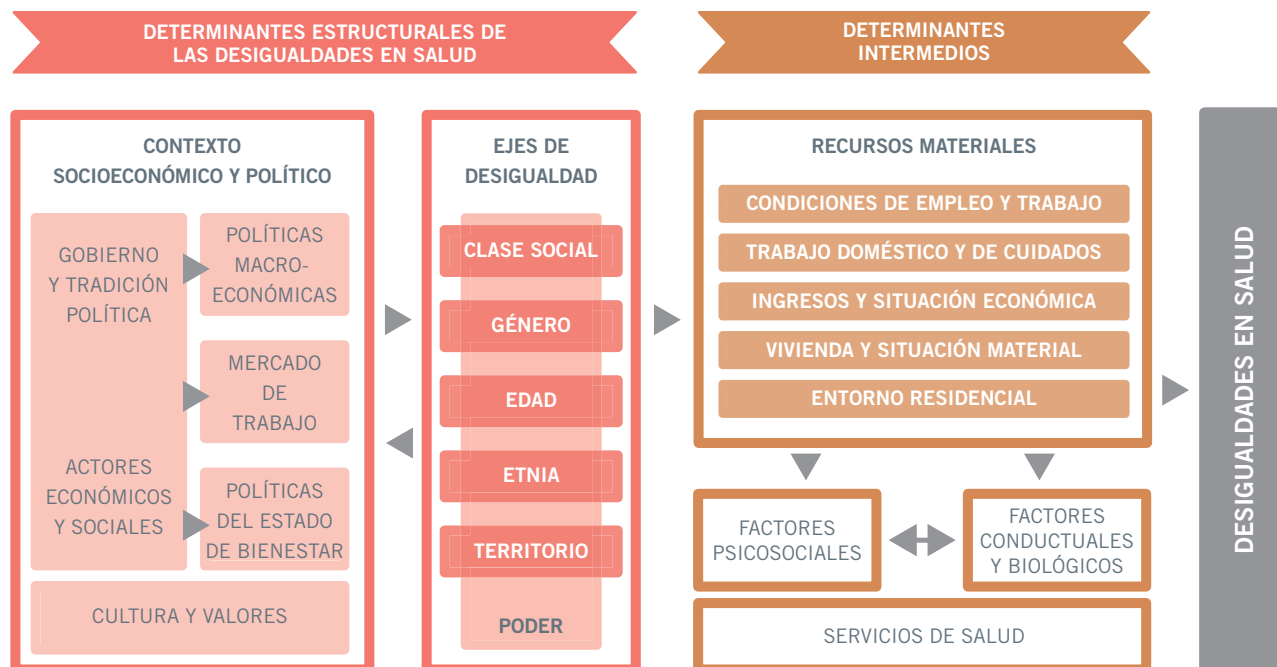 DETERMINANTES ESTRUCTURALES DE
LAS DESIGUALDADES EN SALUD
DETERMINANTES
INTERMEDIOS
CONTEXTO
SOCIOECONÓMICO Y POLÍTICO
GOBIERNO
Y TRADICIÓN
POLÍTICA
ACTORES
ECONÓMICOS
Y SOCIALES
POLÍTICAS
MACRO-
ECONÓMICAS
MERCADO
DE
TRABAJO
POLÍTICAS
DEL ESTADO
DE BIENESTAR
CULTURA Y VALORES
EJES DE
DESIGUALDAD
CLASE SOCIAL
GÉNERO
EDAD
ETNIA
TERRITORIO
PODER
RECURSOS MATERIALES
CONDICIONES DE EMPLEO Y TRABAJO
TRABAJO DOMÉSTICO Y DE CUIDADOS
INGRESOS Y SITUACIÓN ECONÓMICA
VIVIENDA Y SITUACIÓN MATERIAL
ENTORNO RESIDENCIAL
FACTORES
PSICOSOCIALES
FACTORES
CONDUCTUALES
Y BIOLÓGICOS
SERVICIOS DE SALUD
DESIGUALDADES EN SALUD